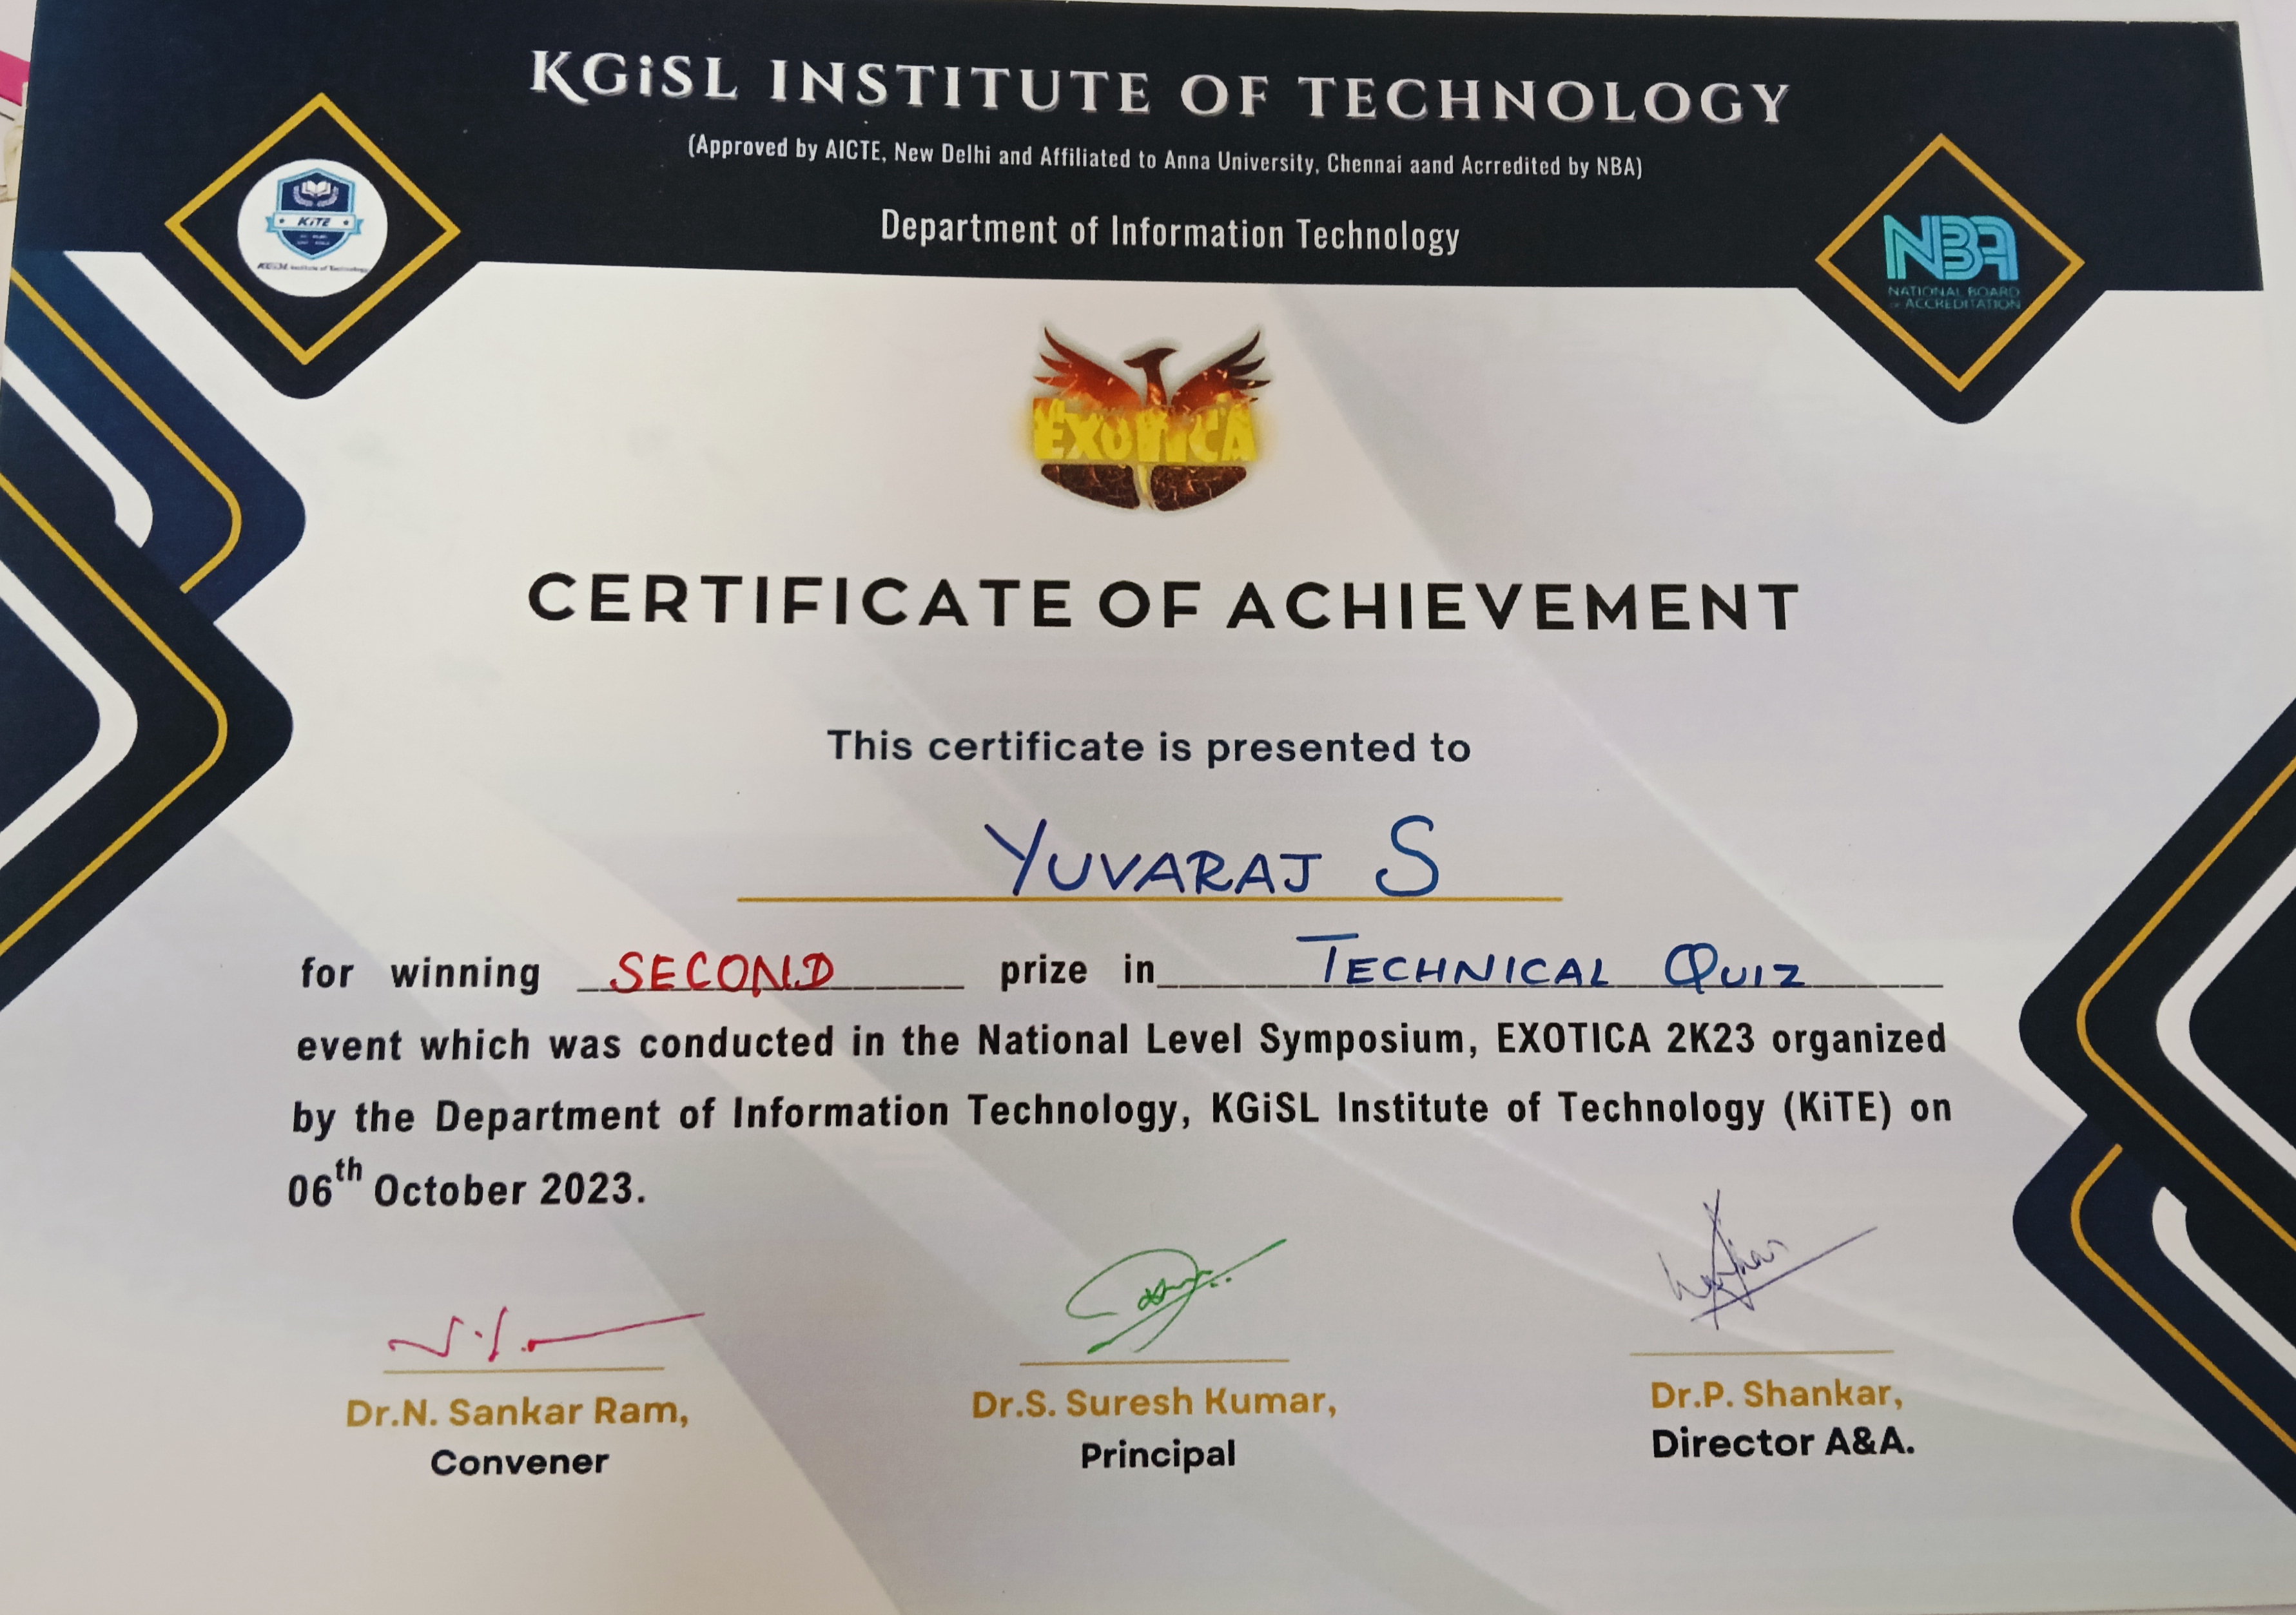 KGiSL INSTITUTE OF TECHNOLOGY
(Approved by AICTE, New Delhi and Affiliated to Anna University, Chennai aand Acrredited by NBA)
Department of Information Technology
KiTE
KGiSL Institute of Technology
NBA
NATIONAL BOARD
OF ACCREDITATION
EXOTICA
CERTIFICATE OF ACHIEVEMENT
This certificate is presented to
YUVARAJ S
for winning SECOND prize in TECHNICAL QUIZ
event which was conducted in the National Level Symposium, EXOTICA 2K23 organized
by the Department of Information Technology, KGiSL Institute of Technology (KiTE) on
06th October 2023.
Dr.N. Sankar Ram,
Convener
Dr.S. Suresh Kumar,
Principal
Dr.P. Shankar,
Director A&A.